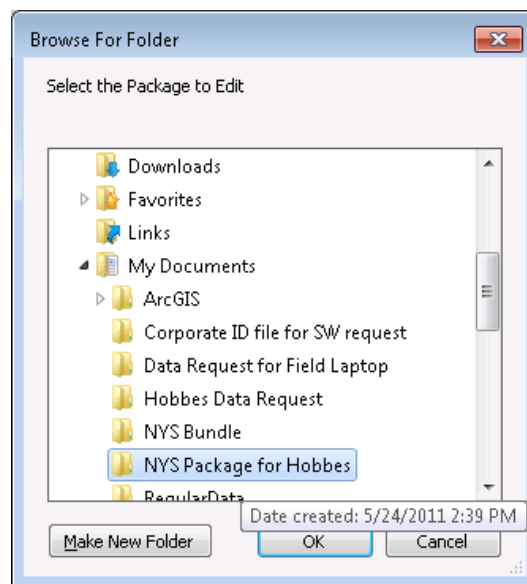 Browse For Folder
Select the Package to Edit
Downloads
Favorites
Links
My Documents
ArcGIS
Corporate ID file for SW request
Data Request for Field Laptop
Hobbes Data Request
NYS Bundle
NYS Package for Hobbes
RegularData
Date created: 5/24/2011 2:39 PM
Make New Folder
OK
Cancel